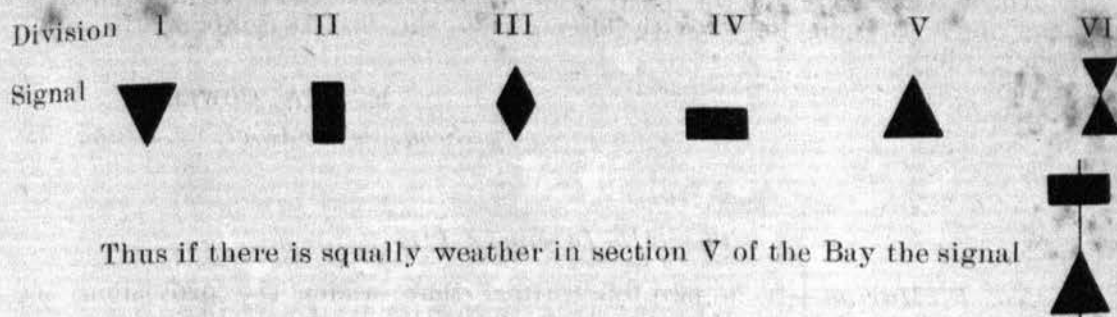 Division I II III IV V VI
Signal
Thus if there is squally weather in section V of the Bay the signal